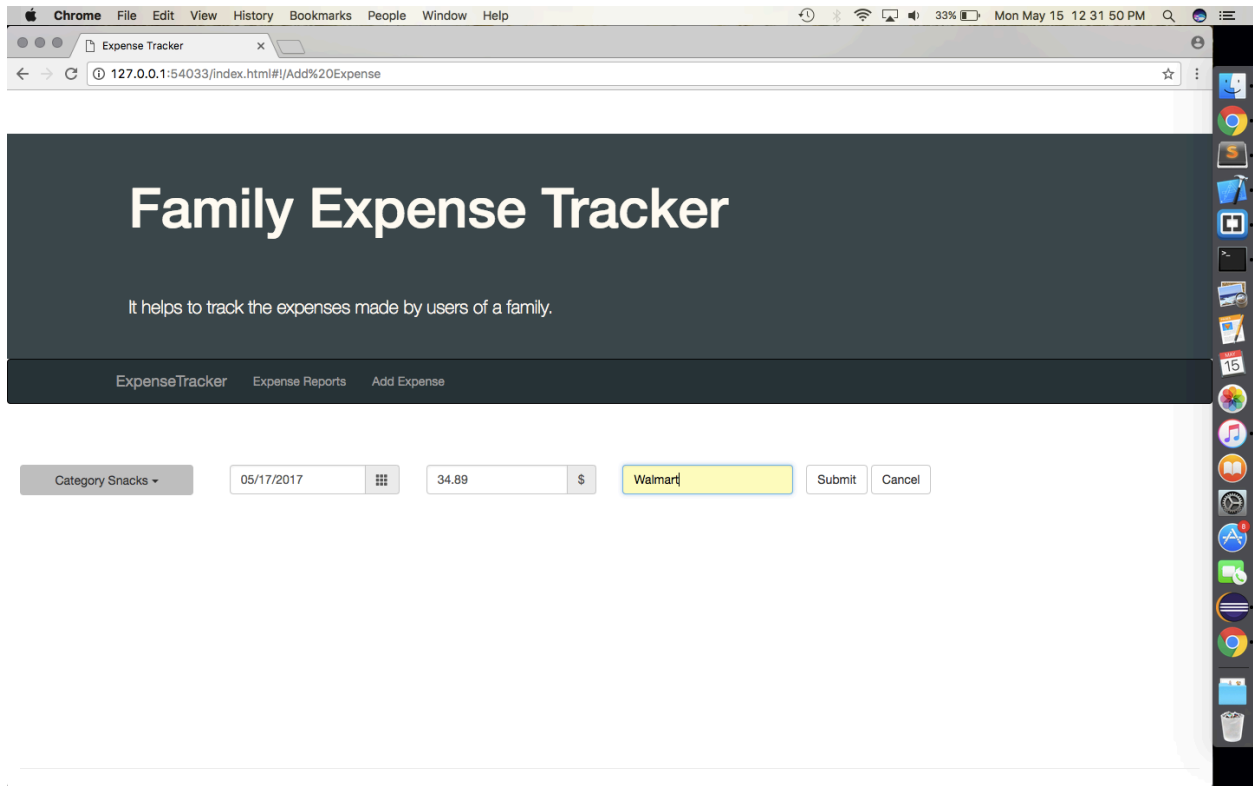 Chrome File Edit View History Bookmarks People Window Help 33% Mon May 15 12 31 50 PM
Expense Tracker
127.0.0.1:54033/index.html#!/Add%20Expense
Family Expense Tracker
It helps to track the expenses made by users of a family.
ExpenseTracker Expense Reports Add Expense
Category Snacks 05/17/2017 34.89 $ Walmart Submit Cancel
MAY
15
8